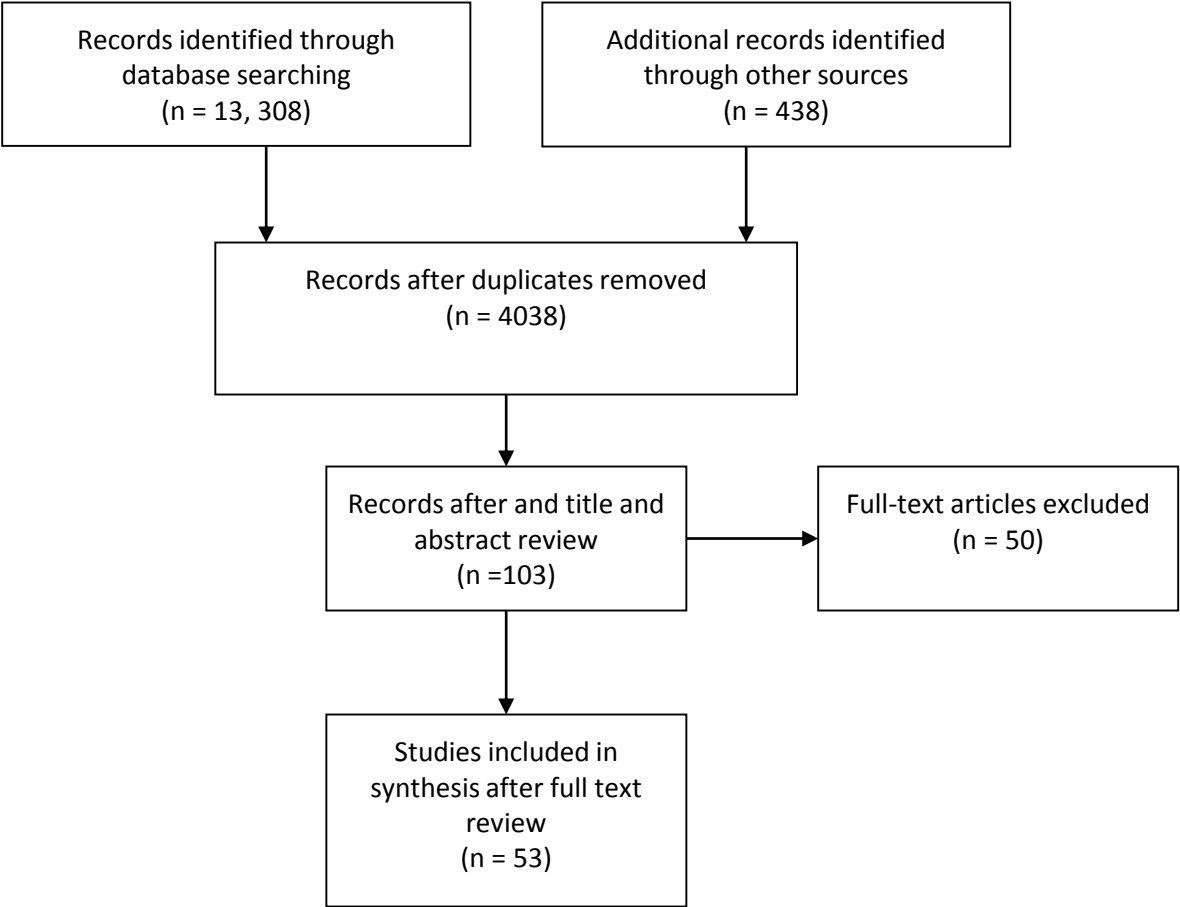 Records identified through
database searching
(n = 13, 308)
Additional records identified
through other sources
(n = 438)
Records after duplicates removed
(n = 4038)
Records after and title and
abstract review
(n =103)
Full-text articles excluded
(n = 50)
Studies included in
synthesis after full text
review
(n = 53)